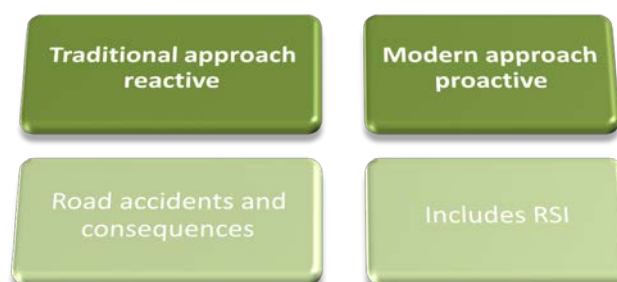 Traditional approach
reactive
Modern approach
proactive
Road accidents and
consequences
Includes RSI